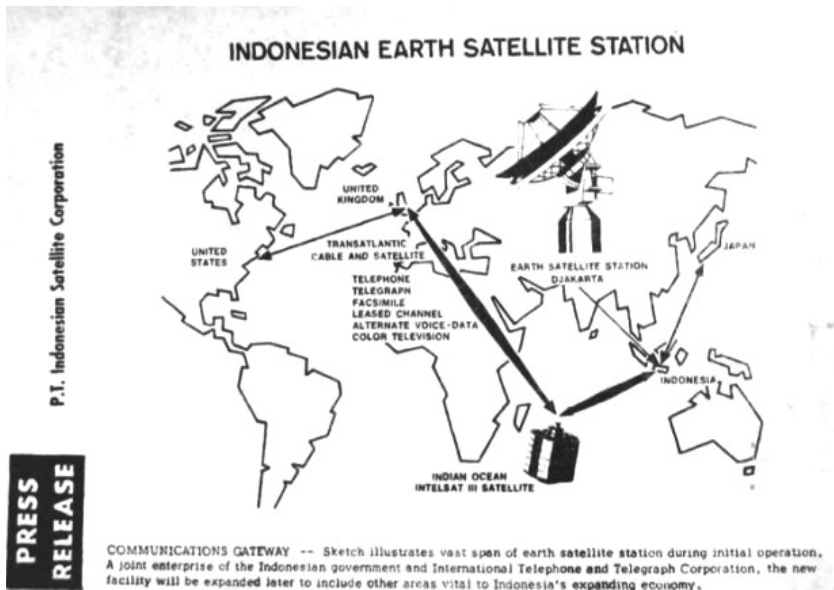 INDONESIAN EARTH SATELLITE STATION
P.T. Indonesian Satellite Corporation
PRESS
RELEASE
UNITED
KINGDOM
UNITED
STATES
TRANSATLANTIC
CABLE AND SATELLITE
TELEPHONE
TELEGRAPH
FACSIMILE
LEASED CHANNEL
ALTERNATE VOICE-DATA
COLOR TELEVISION
EARTH SATELLITE STATION
DJAKARTA
JAPAN
INDONESIA
INDIAN OCEAN
INTELSAT III SATELLITE
COMMUNICATIONS GATEWAY -- Sketch illustrates vast span of earth satellite station during initial operation.
A joint enterprise of the Indonesian government and International Telephone and Telegraph Corporation, the new
facility will be expanded later to include other areas vital to Indonesia's expanding economy.